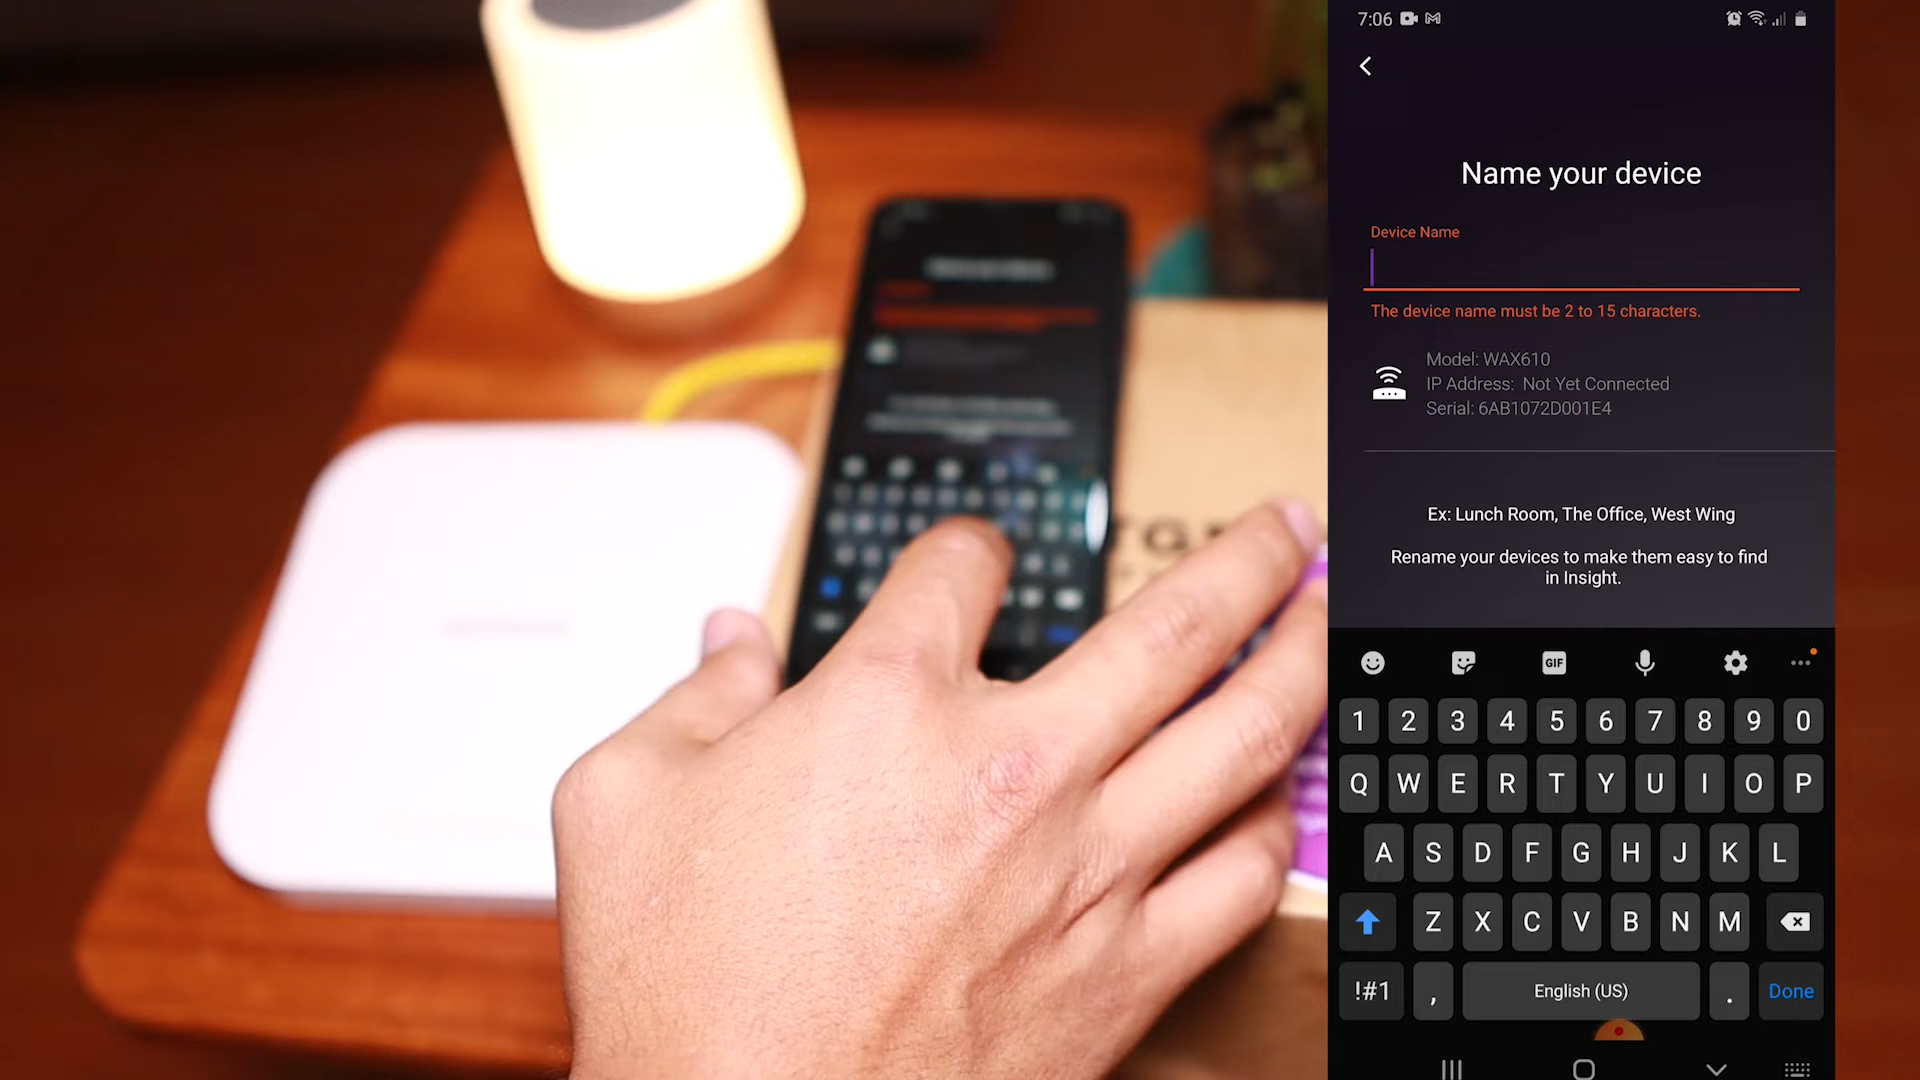 7:06
Name your device
Device Name
The device name must be 2 to 15 characters.
Model: WAX610
IP Address: Not Yet Connected
Serial: 6AB1072D001E4
Ex: Lunch Room, The Office, West Wing
Rename your devices to make them easy to find
in Insight.
GIF
1 2 3 4 5 6 7 8 9 0
Q W E R T Y U I O P
A S D F G H J K L
Z X C V B N M
!#1 , English (US) . Done